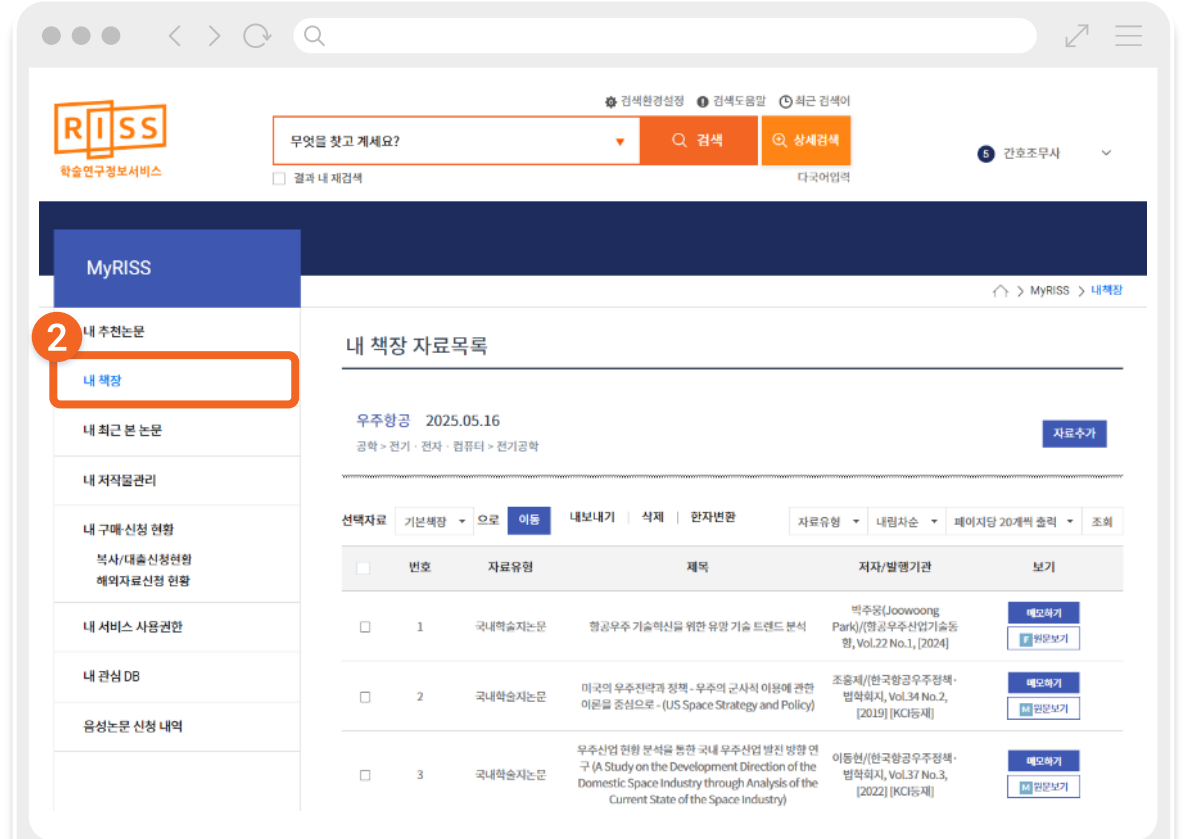 검색환경설정 검색도움말 최근 검색어
RISS
학술연구정보서비스
무엇을 찾고 계세요? ▼ 검색 상세검색
결과 내 재검색 다국어입력
5 간호조무사
MyRISS
> MyRISS > 내책장
2
내 추천논문
내 책장
내 최근 본 논문
내 저작물관리
내 구매·신청 현황
복사/대출신청현황
해외자료신청 현황
내 서비스 사용권한
내 관심 DB
음성논문 신청 내역
내 책장 자료목록
우주항공 2025.05.16
공학 > 전기 · 전자 · 컴퓨터 > 전기공학
자료추가
선택자료 기본책장 으로 이동 내보내기 | 삭제 | 한자변환 자료유형 내림차순 페이지당 20개씩 출력 조회
번호 자료유형 제목 저자/발행기관 보기
1 국내학술지논문 항공우주 기술혁신을 위한 유망 기술 트렌드 분석
박주웅(Joowoong
Park)/(항공우주산업기술동
향, Vol.22 No.1, [2024]
메모하기
F 원문보기
2 국내학술지논문
미국의 우주전략과 정책 - 우주의 군사적 이용에 관한
이론을 중심으로 - (US Space Strategy and Policy)
조홍제/(한국항공우주정책·
법학회지, Vol.34 No.2,
[2019] [KCI등재]
메모하기
M 원문보기
3 국내학술지논문
우주산업 현황 분석을 통한 국내 우주산업 발전 방향 연
구 (A Study on the Development Direction of the
Domestic Space Industry through Analysis of the
Current State of the Space Industry)
이동현/(한국항공우주정책·
법학회지, Vol.37 No.3,
[2022] [KCI등재]
메모하기
M 원문보기